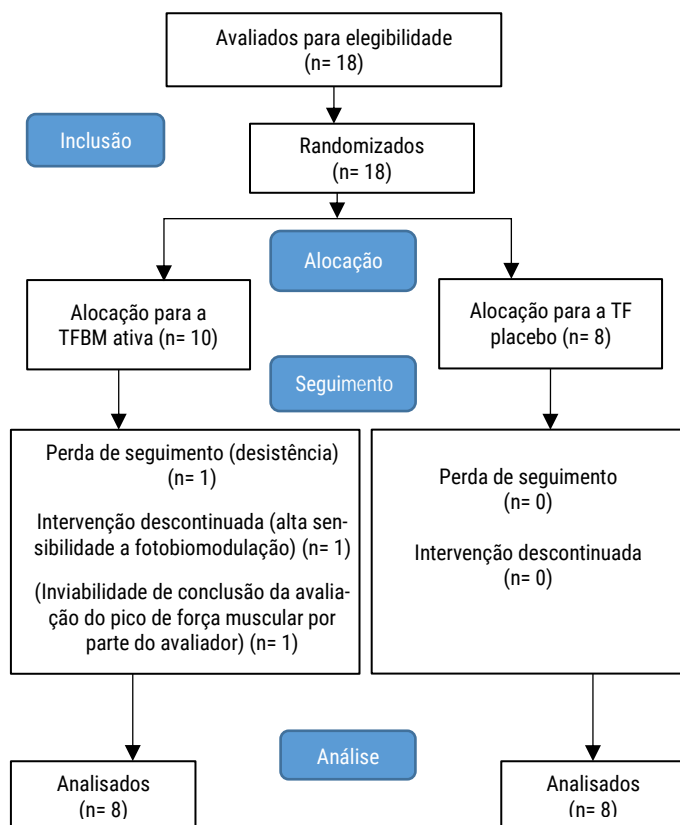 Avaliados para elegibilidade
(n= 18)
Inclusão
Randomizados
(n= 18)
Alocação
Alocação para a
TFBM ativa (n= 10)
Alocação para a TF
placebo (n= 8)
Seguimento
Perda de seguimento (desistência)
(n= 1)
Intervenção descontinuada (alta sen-
sibilidade a fotobiomodulação) (n= 1)
(Inviabilidade de conclusão da avalia-
ção do pico de força muscular por
parte do avaliador) (n= 1)
Perda de seguimento
(n= 0)
Intervenção descontinuada
(n= 0)
Análise
Analisados
(n= 8)
Analisados
(n= 8)